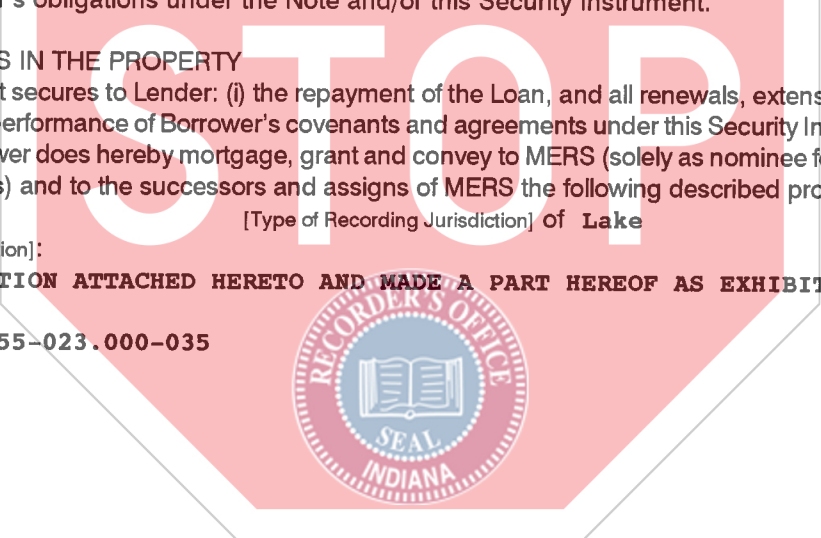 r's obligations under the Note and/or this Security Instrument.
STOP
S IN THE PROPERTY
t secures to Lender: (i) the repayment of the Loan, and all renewals, extens
erformance of Borrower's covenants and agreements under this Security In
ver does hereby mortgage, grant and convey to MERS (solely as nominee f
s) and to the successors and assigns of MERS the following described pro
[Type of Recording Jurisdiction] of Lake
ion]:
TION ATTACHED HERETO AND MADE A PART HEREOF AS EXHIBIT
55-023.000-035
RECORDER'S OFFICE
SEAL
INDIANA